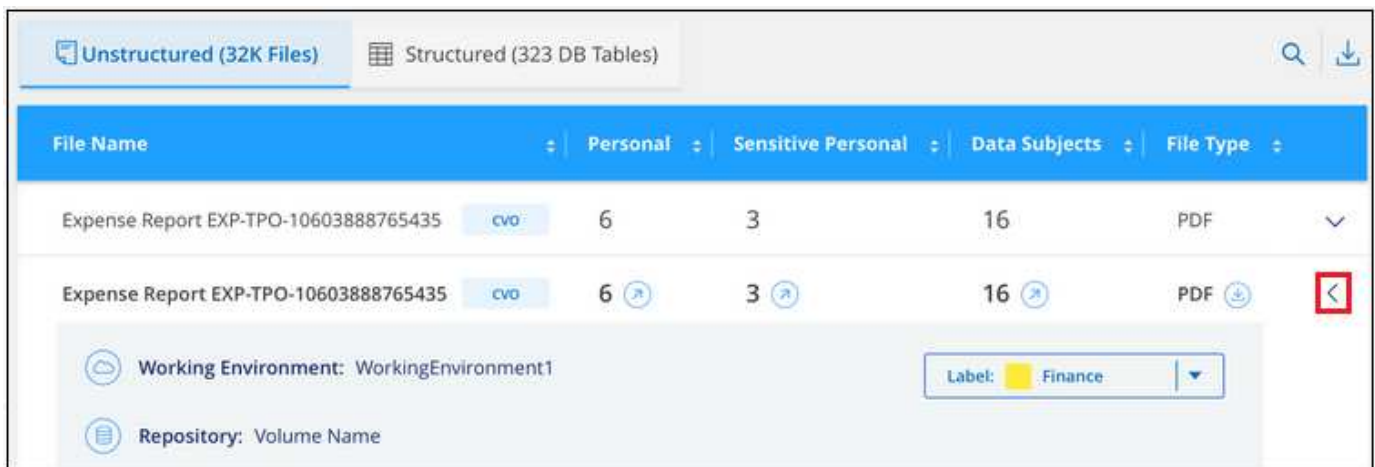 Unstructured (32K Files) Structured (323 DB Tables)
File Name Personal Sensitive Personal Data Subjects File Type
Expense Report EXP-TPO-10603888765435 CVO 6 3 16 PDF
Expense Report EXP-TPO-10603888765435 CVO 6 3 16 PDF
Working Environment: WorkingEnvironment1 Label: Finance
Repository: Volume Name